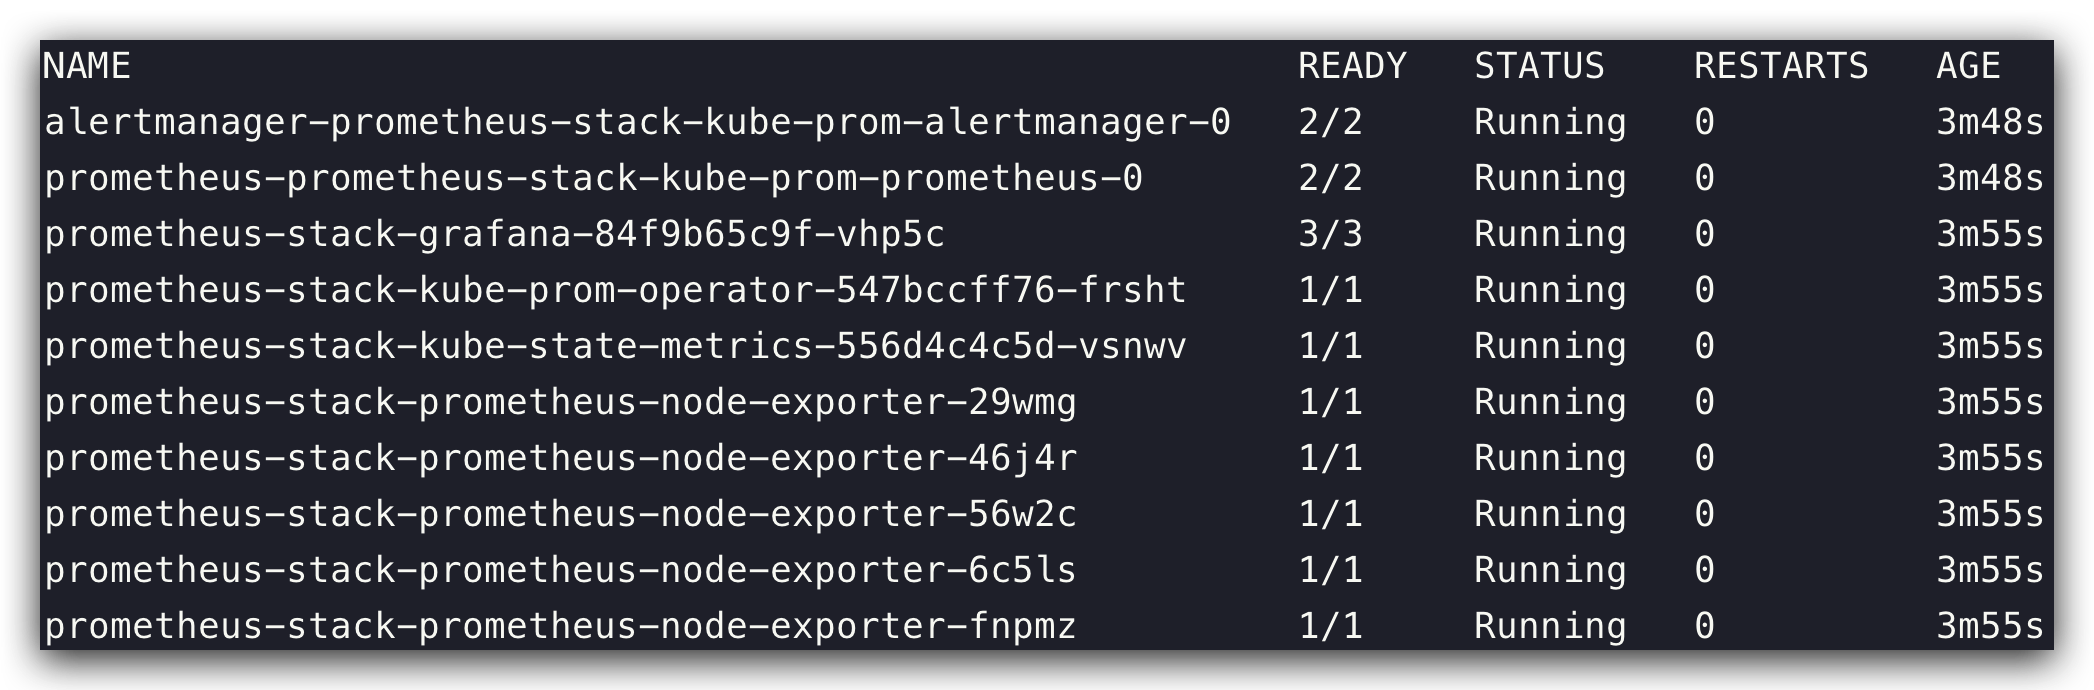 NAME READY STATUS RESTARTS AGE
alertmanager-prometheus-stack-kube-prom-alertmanager-0 2/2 Running 0 3m48s
prometheus-prometheus-stack-kube-prom-prometheus-0 2/2 Running 0 3m48s
prometheus-stack-grafana-84f9b65c9f-vhp5c 3/3 Running 0 3m55s
prometheus-stack-kube-prom-operator-547bccff76-frsht 1/1 Running 0 3m55s
prometheus-stack-kube-state-metrics-556d4c4c5d-vsnwv 1/1 Running 0 3m55s
prometheus-stack-prometheus-node-exporter-29wmg 1/1 Running 0 3m55s
prometheus-stack-prometheus-node-exporter-46j4r 1/1 Running 0 3m55s
prometheus-stack-prometheus-node-exporter-56w2c 1/1 Running 0 3m55s
prometheus-stack-prometheus-node-exporter-6c5ls 1/1 Running 0 3m55s
prometheus-stack-prometheus-node-exporter-fnpmz 1/1 Running 0 3m55s